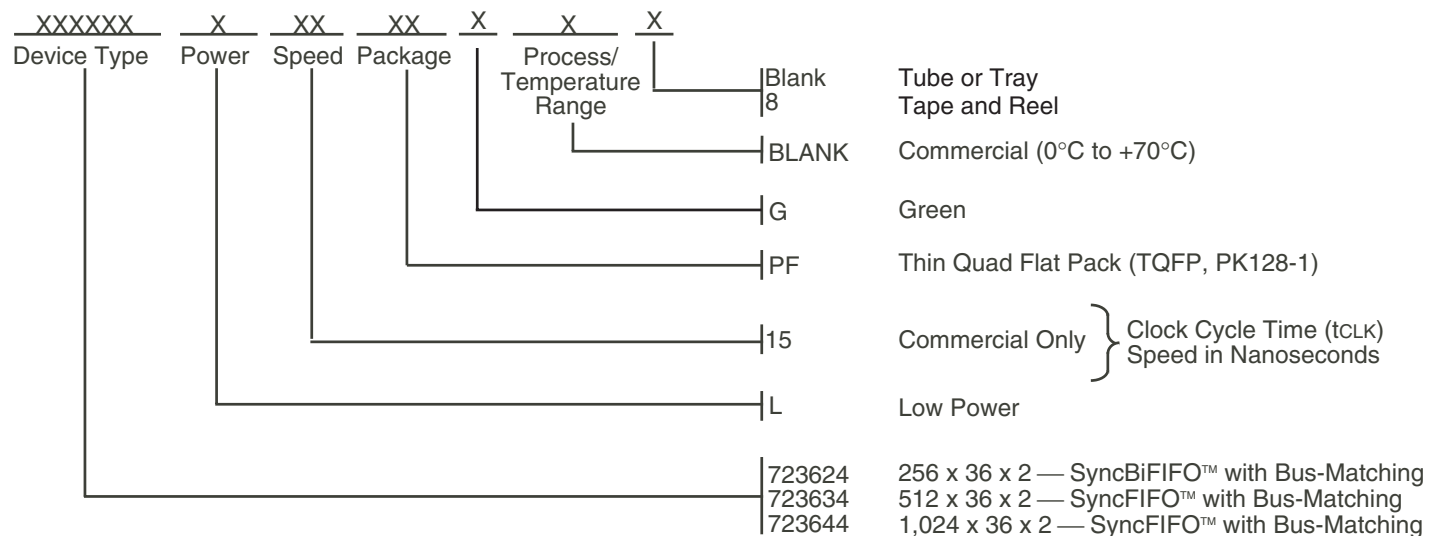 XXXXXX X XX XX X X X
Device Type Power Speed Package Process/
Temperature
Range
Blank Tube or Tray
8 Tape and Reel
BLANK Commercial (0°C to +70°C)
G Green
PF Thin Quad Flat Pack (TQFP, PK128-1)
15 Commercial Only } Clock Cycle Time (tCLK)
Speed in Nanoseconds
L Low Power
723624 256 x 36 x 2 — SyncBiFIFO™ with Bus-Matching
723634 512 x 36 x 2 — SyncFIFO™ with Bus-Matching
723644 1,024 x 36 x 2 — SyncFIFO™ with Bus-Matching